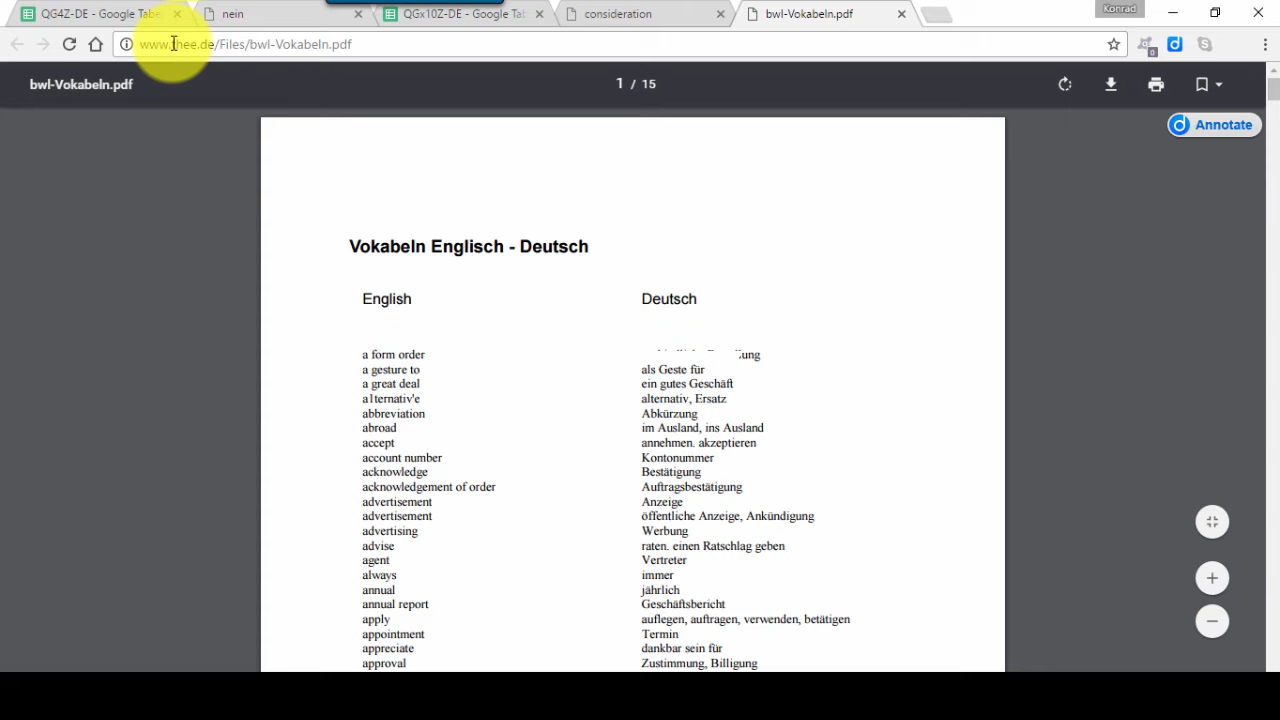 QG4Z-DE - Google Tabe
nein
QGx10Z-DE - Google Tab
consideration
bwl-Vokabeln.pdf
Konrad
www.thee.de/Files/bwl-Vokabeln.pdf
0
bwl-Vokabeln.pdf
1 / 15
Annotate
Vokabeln Englisch - Deutsch
English Deutsch
a form order
a gesture to als Geste für
a great deal ein gutes Geschäft
a1ternativ'e alternativ, Ersatz
abbreviation Abkürzung
abroad im Ausland, ins Ausland
accept annehmen. akzeptieren
account number Kontonummer
acknowledge Bestätigung
acknowledgement of order Auftragsbestätigung
advertisement Anzeige
advertisement öffentliche Anzeige, Ankündigung
advertising Werbung
advise raten. einen Ratschlag geben
agent Vertreter
always immer
annual jährlich
annual report Geschäftsbericht
apply auflegen, auftragen, verwenden, betätigen
appointment Termin
appreciate dankbar sein für
approval Zustimmung, Billigung